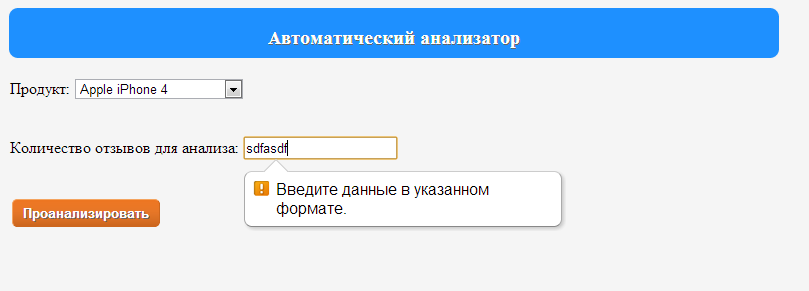 Автоматический анализатор
Продукт: Apple iPhone 4
Количество отзывов для анализа: sdfasdf
Введите данные в указанном
формате.
Проанализировать